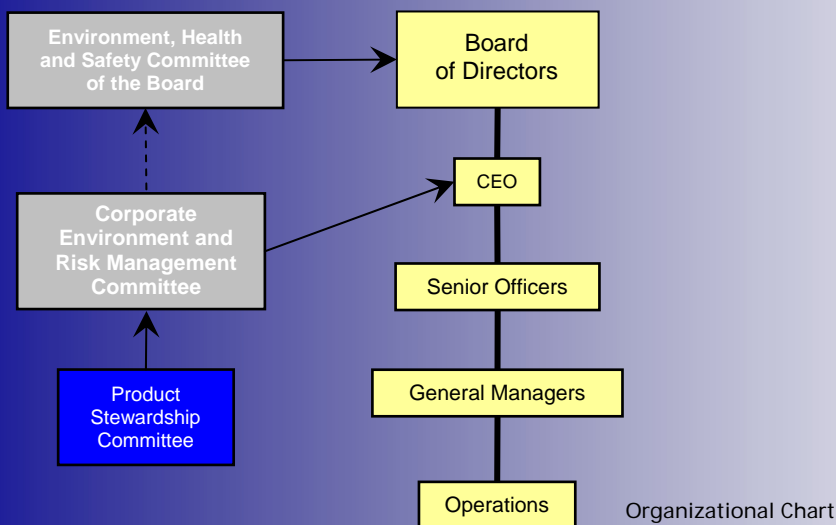 Environment, Health
and Safety Committee
of the Board
Board
of Directors
CEO
Corporate
Environment and
Risk Management
Committee
Senior Officers
Product
Stewardship
Committee
General Managers
Operations
Organizational Chart